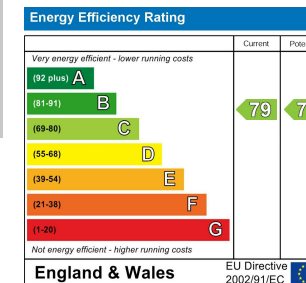 Energy Efficiency Rating
Current
Very energy efficient - lower running costs
(92 plus) A
(81-91) B
79
(69-80) C
(55-68) D
(39-54) E
(21-38) F
(1-20) G
Not energy efficient - higher running costs
England & Wales
EU Directive
2002/91/EC